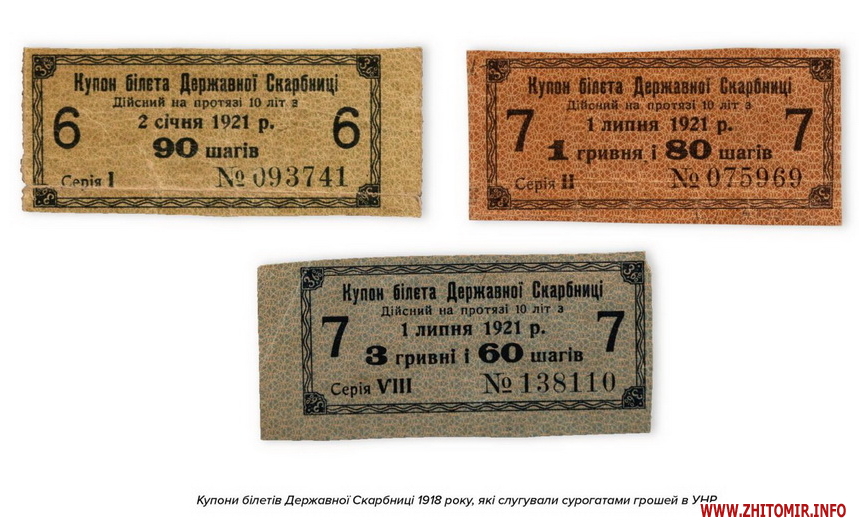 Купон білета Державної Скарбниці
Дійсний на протязі 10 літ з
6 2 січня 1921 р. 6
90 шагів
Серія I № 093741
Купон білета Державної Скарбниці
Дійсний на протязі 10 літ з
7 1 липня 1921 р. 7
1 гривня і 80 шагів
Серія II № 075969
Купон білета Державної Скарбниці
Дійсний на протязі 10 літ з
7 1 липня 1921 р. 7
3 гривні і 60 шагів
Серія VIII № 138110
Купони білетів Державної Скарбниці 1918 року, які слугували сурогатами грошей в УНР
WWW.ZHITOMIR.INFO